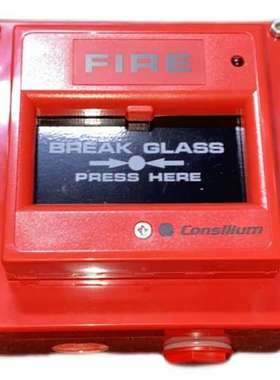 FIRE
BREAK GLASS
PRESS HERE
Consilium